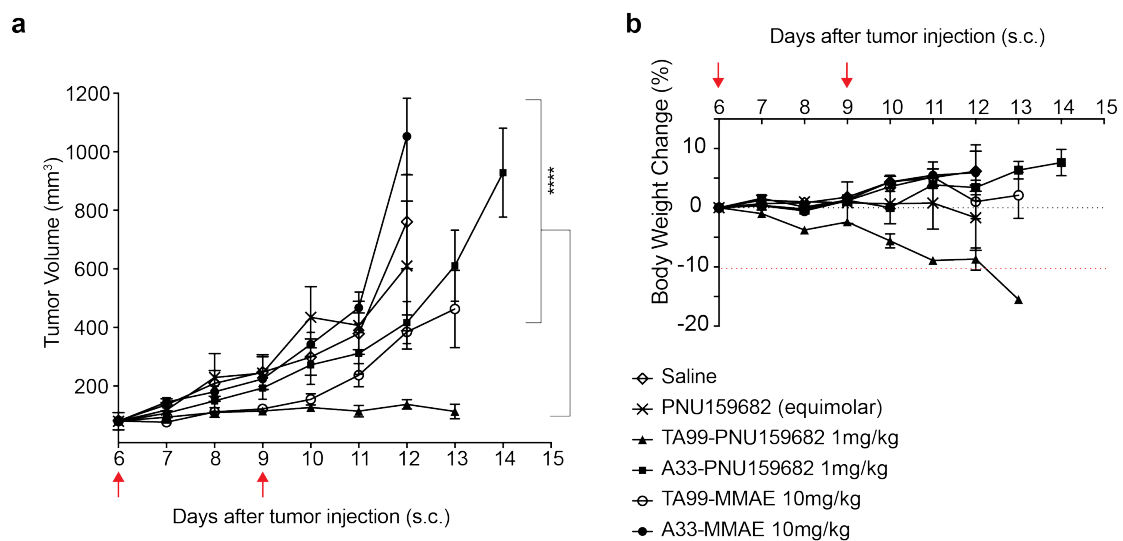 a
Tumor Volume (mm³)
1200
1000
800
600
400
200
6 7 8 9 10 11 12 13 14 15
Days after tumor injection (s.c.)
****
b
Days after tumor injection (s.c.)
6 7 8 9 10 11 12 13 14 15
Body Weight Change (%)
10
0
-10
-20
Saline
PNU159682 (equimolar)
TA99-PNU159682 1mg/kg
A33-PNU159682 1mg/kg
TA99-MMAE 10mg/kg
A33-MMAE 10mg/kg